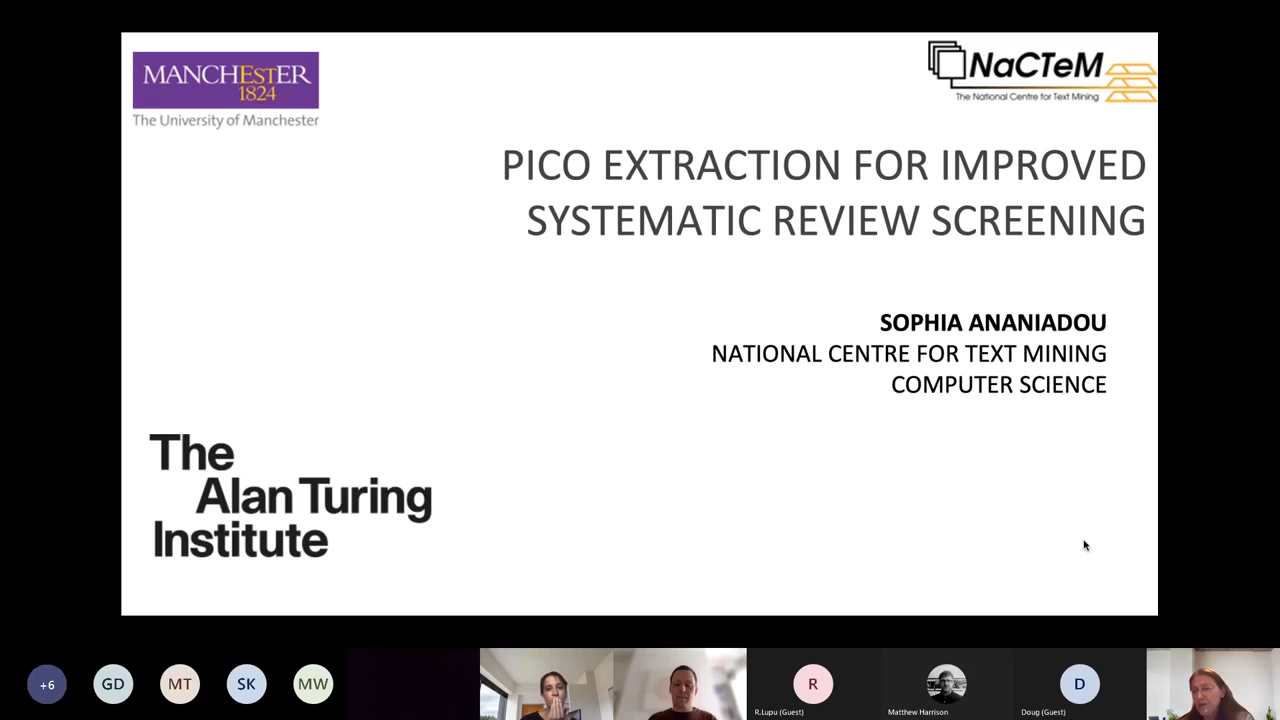 MANCHESTER
1824
The University of Manchester
NaCTeM
The National Centre for Text Mining
PICO EXTRACTION FOR IMPROVED
SYSTEMATIC REVIEW SCREENING
SOPHIA ANANIADOU
NATIONAL CENTRE FOR TEXT MINING
COMPUTER SCIENCE
The
Alan Turing
Institute
+6
GD
MT
SK
MW
R
D
R.Lupu (Guest)
Matthew Harrison
Doug (Guest)